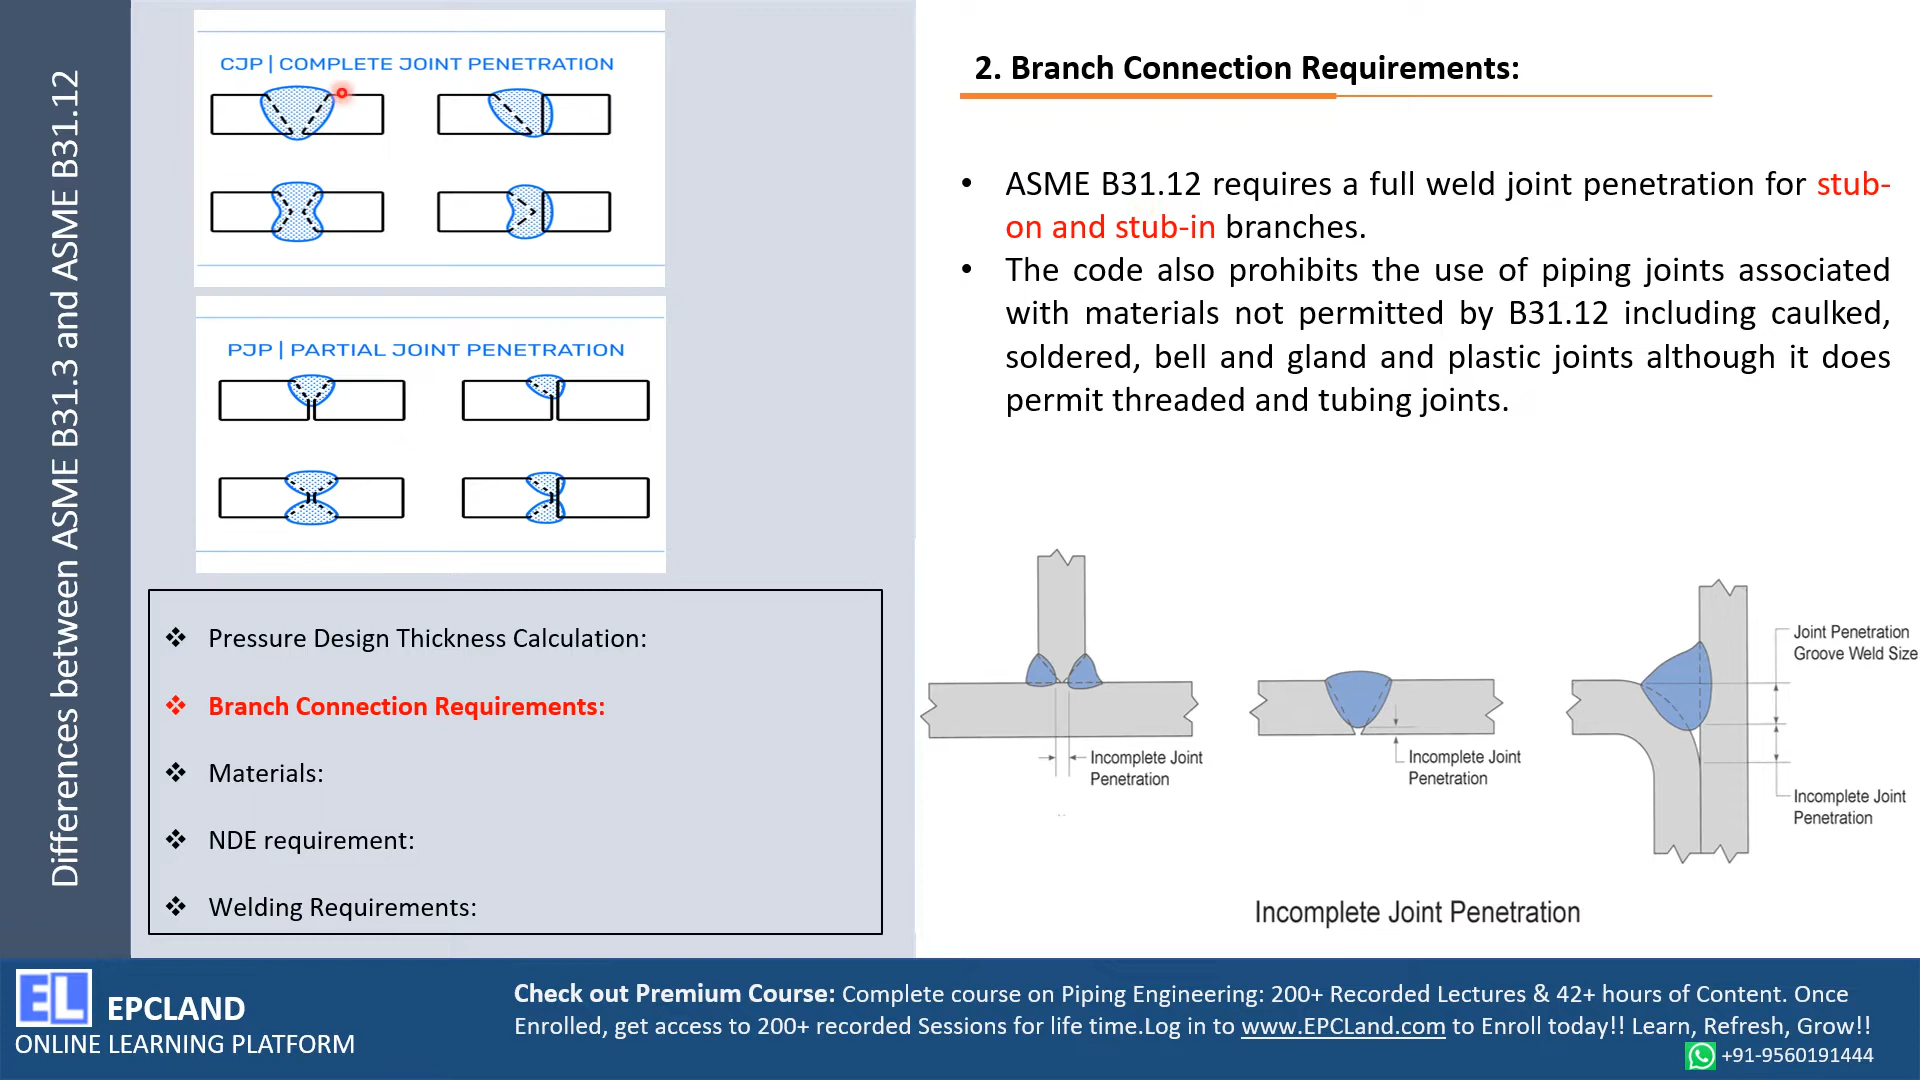 Differences between ASME B31.3 and ASME B31.12
CJP | COMPLETE JOINT PENETRATION
PJP | PARTIAL JOINT PENETRATION
❖ Pressure Design Thickness Calculation:
❖ Branch Connection Requirements:
❖ Materials:
❖ NDE requirement:
❖ Welding Requirements:
2. Branch Connection Requirements:
• ASME B31.12 requires a full weld joint penetration for stub-
on and stub-in branches.
• The code also prohibits the use of piping joints associated
with materials not permitted by B31.12 including caulked,
soldered, bell and gland and plastic joints although it does
permit threaded and tubing joints.
Incomplete Joint
Penetration
Incomplete Joint
Penetration
Joint Penetration
Groove Weld Size
Incomplete Joint
Penetration
Incomplete Joint Penetration
EL EPCLAND
ONLINE LEARNING PLATFORM
Check out Premium Course: Complete course on Piping Engineering: 200+ Recorded Lectures & 42+ hours of Content. Once
Enrolled, get access to 200+ recorded Sessions for life time.Log in to www.EPCLand.com to Enroll today!! Learn, Refresh, Grow!!
+91-9560191444